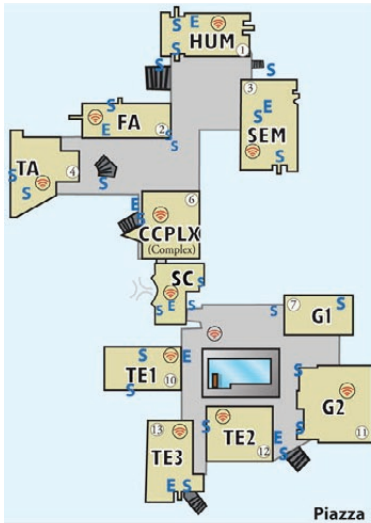 S E S
HUM
S 1
S
3
S
E
S
SEM
S
S
FA
E 2
S
TA
S 4
S
S
6
E
S
CCPLX
(Complex)
SC
S
S E S
7 S
G1
S
S E
TE1
10
S
S
G2
S
11
13
S
TE2
E
12
S
TE3
E S
Piazza